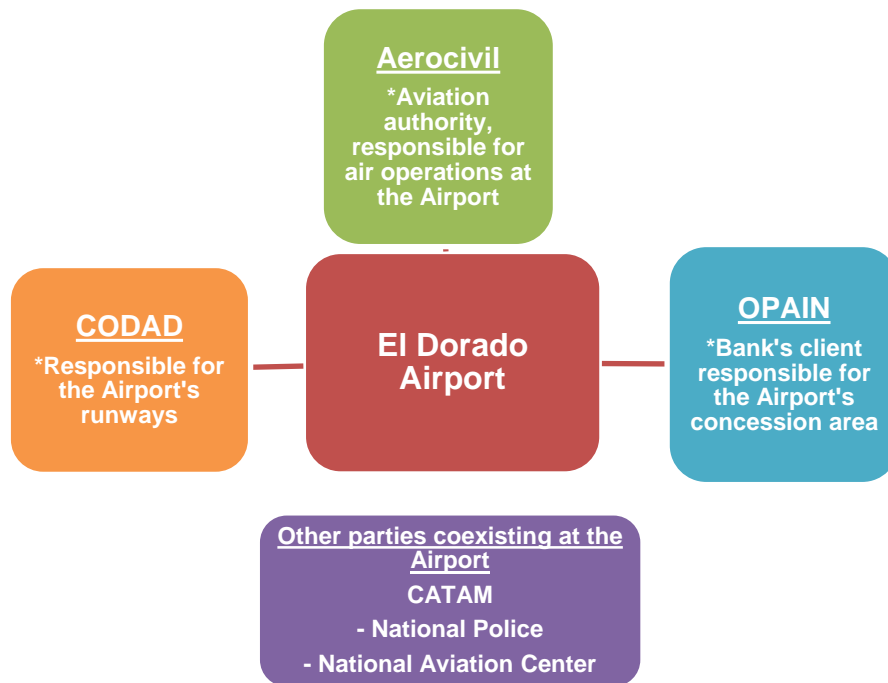 Aerocivil
*Aviation
authority,
responsible for
air operations at
the Airport
CODAD
*Responsible for
the Airport's
runways
El Dorado
Airport
OPAIN
*Bank's client
responsible for
the Airport's
concession area
Other parties coexisting at the
Airport
CATAM
- National Police
- National Aviation Center